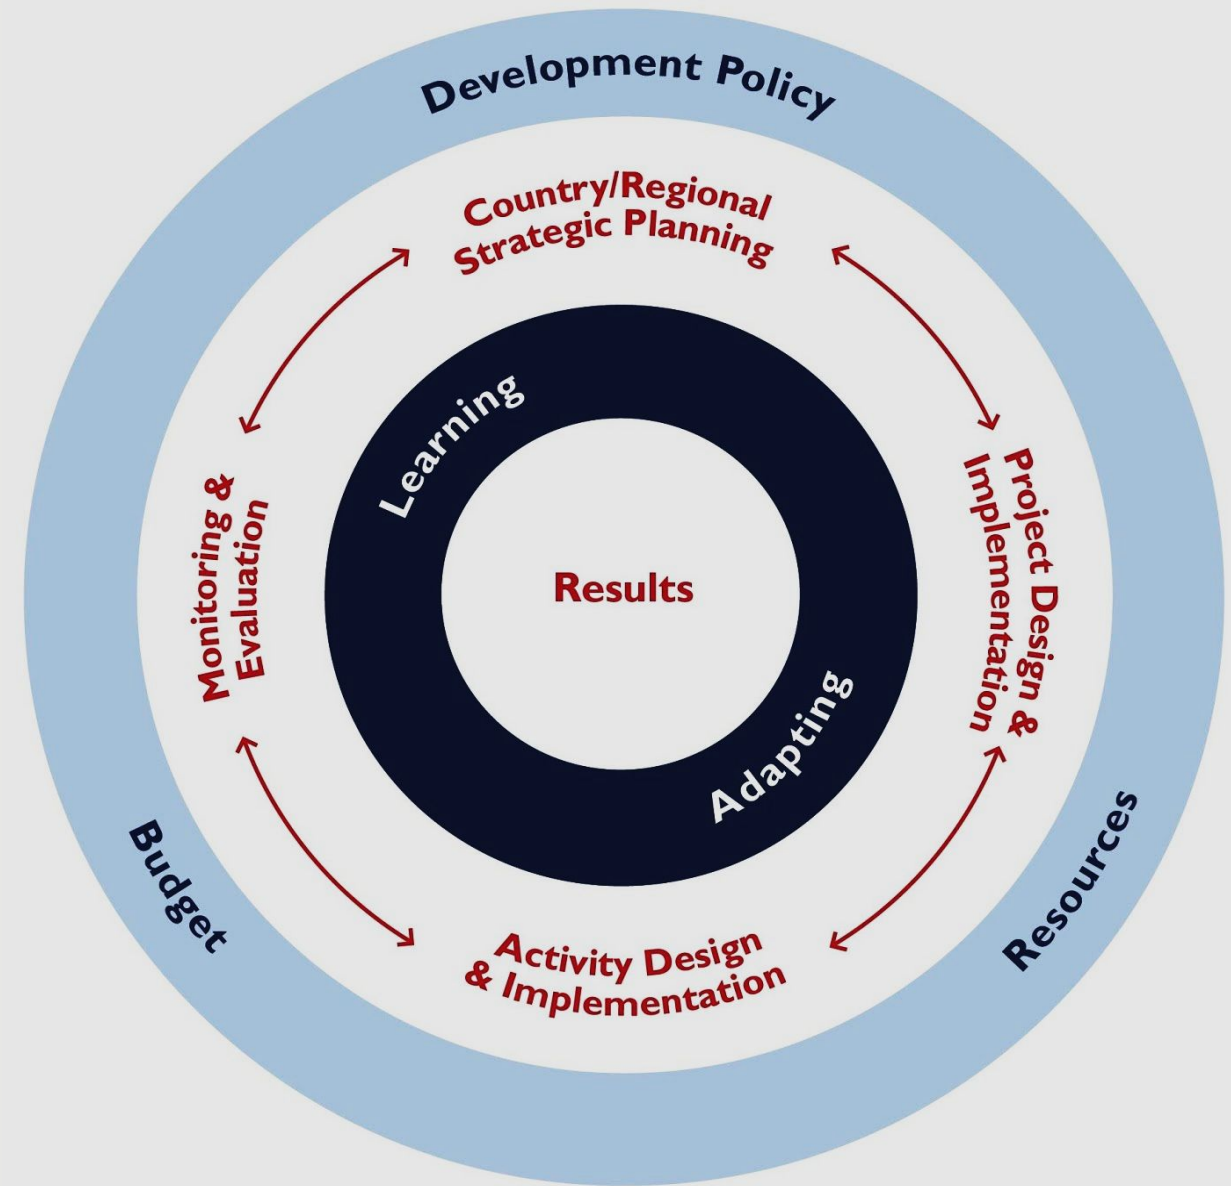 Development Policy
Country/Regional
Strategic Planning
Learning
Monitoring &
Evaluation
Results
Project Design &
Implementation
Adapting
Budget
Resources
Activity Design
& Implementation